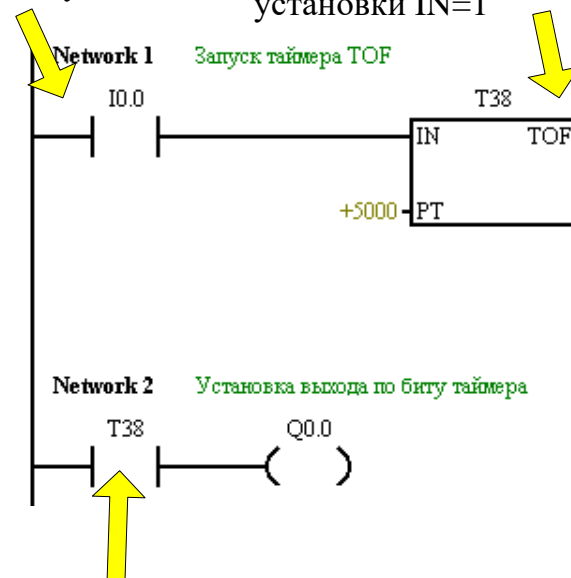 установки IN=1
Network 1 Запуск таймера TOF
I0.0
T38
IN TOF
+5000 PT
Network 2 Установка выхода по биту таймера
T38 Q0.0